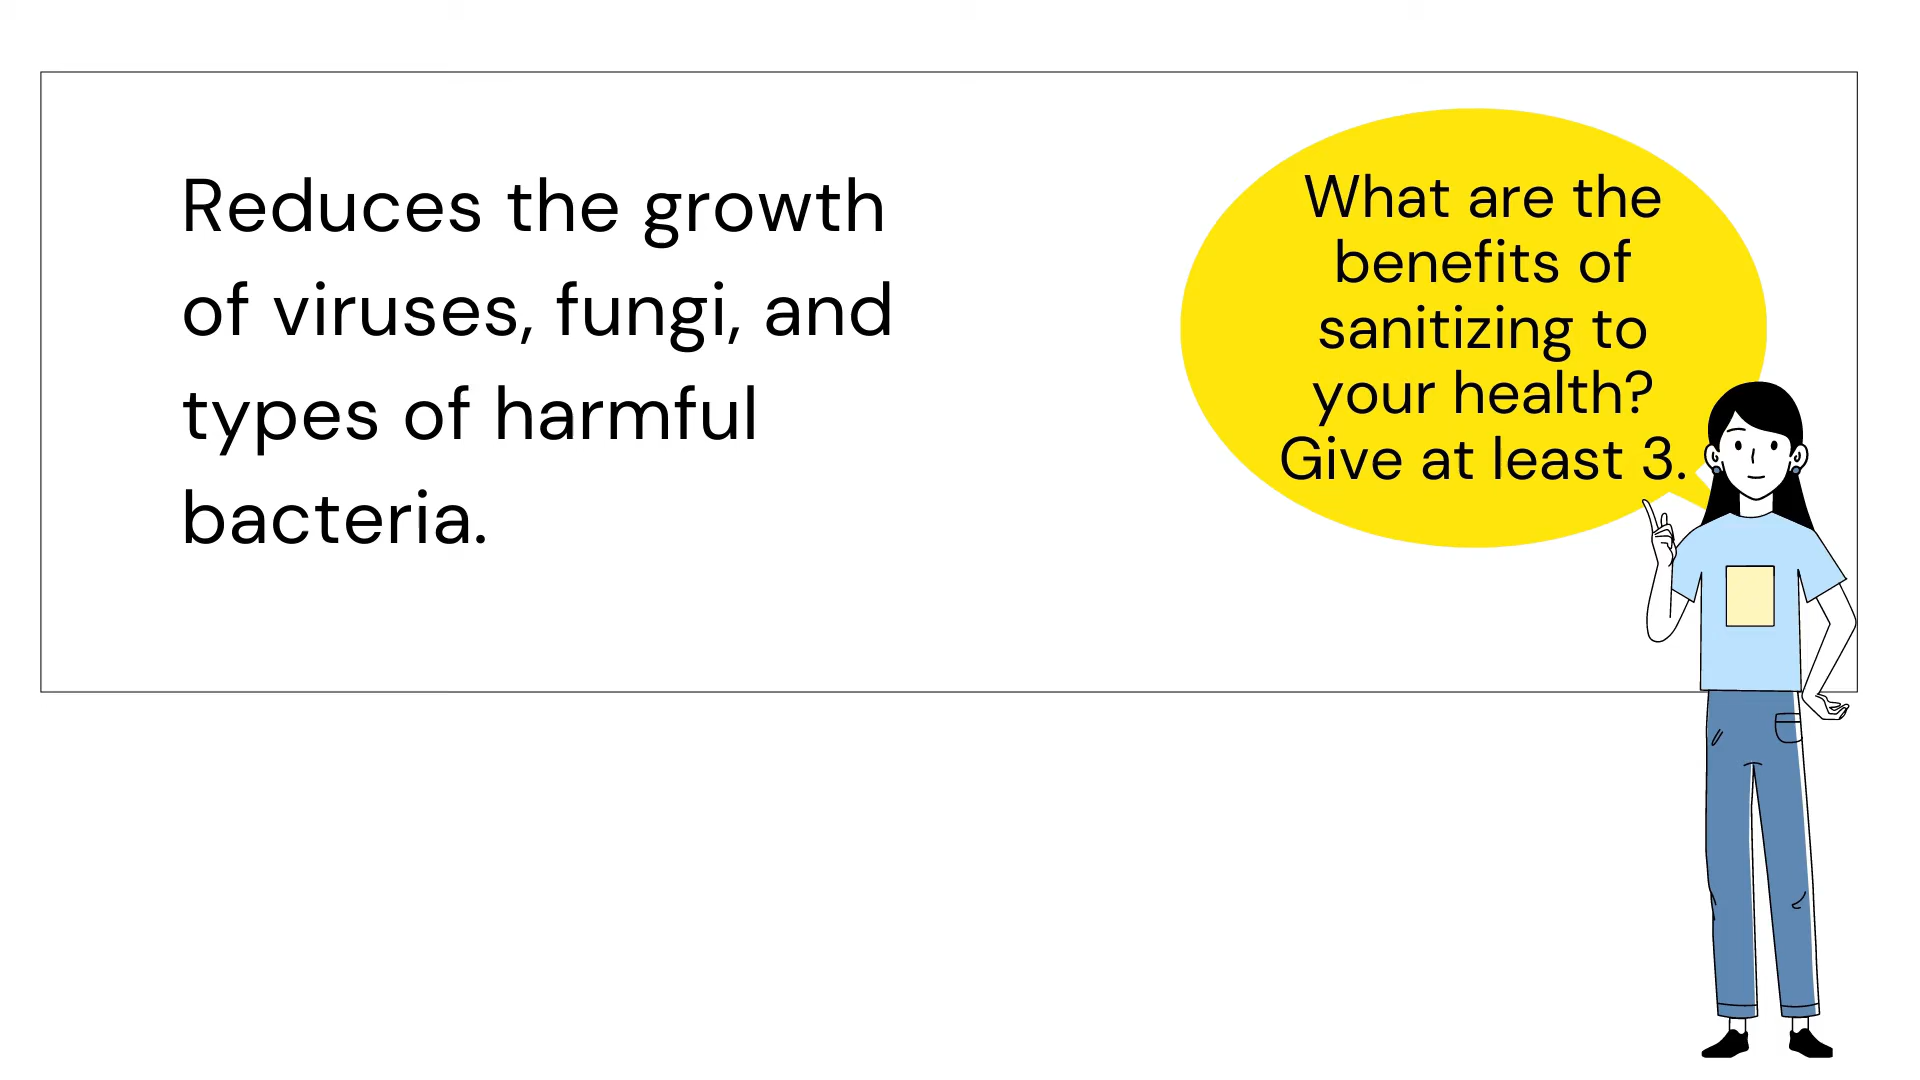 Reduces the growth
of viruses, fungi, and
types of harmful
bacteria.
What are the
benefits of
sanitizing to
your health?
Give at least 3.